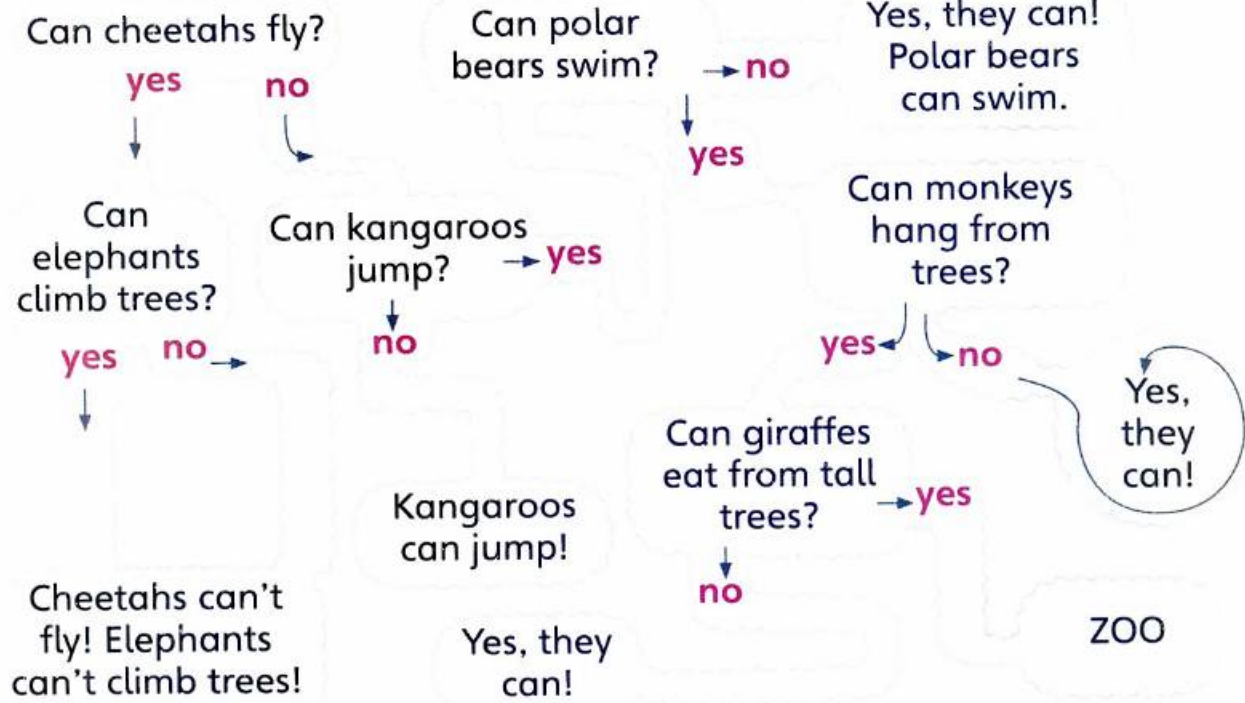 Can cheetahs fly?
yes
no
Can polar
bears swim?
no
yes
Yes, they can!
Polar bears
can swim.
Can
elephants
climb trees?
yes
no
Can kangaroos
jump?
yes
no
Can monkeys
hang from
trees?
yes
no
Yes,
they
can!
Can giraffes
eat from tall
trees?
yes
no
Kangaroos
can jump!
Cheetahs can't
fly! Elephants
can't climb trees!
Yes, they
can!
ZOO